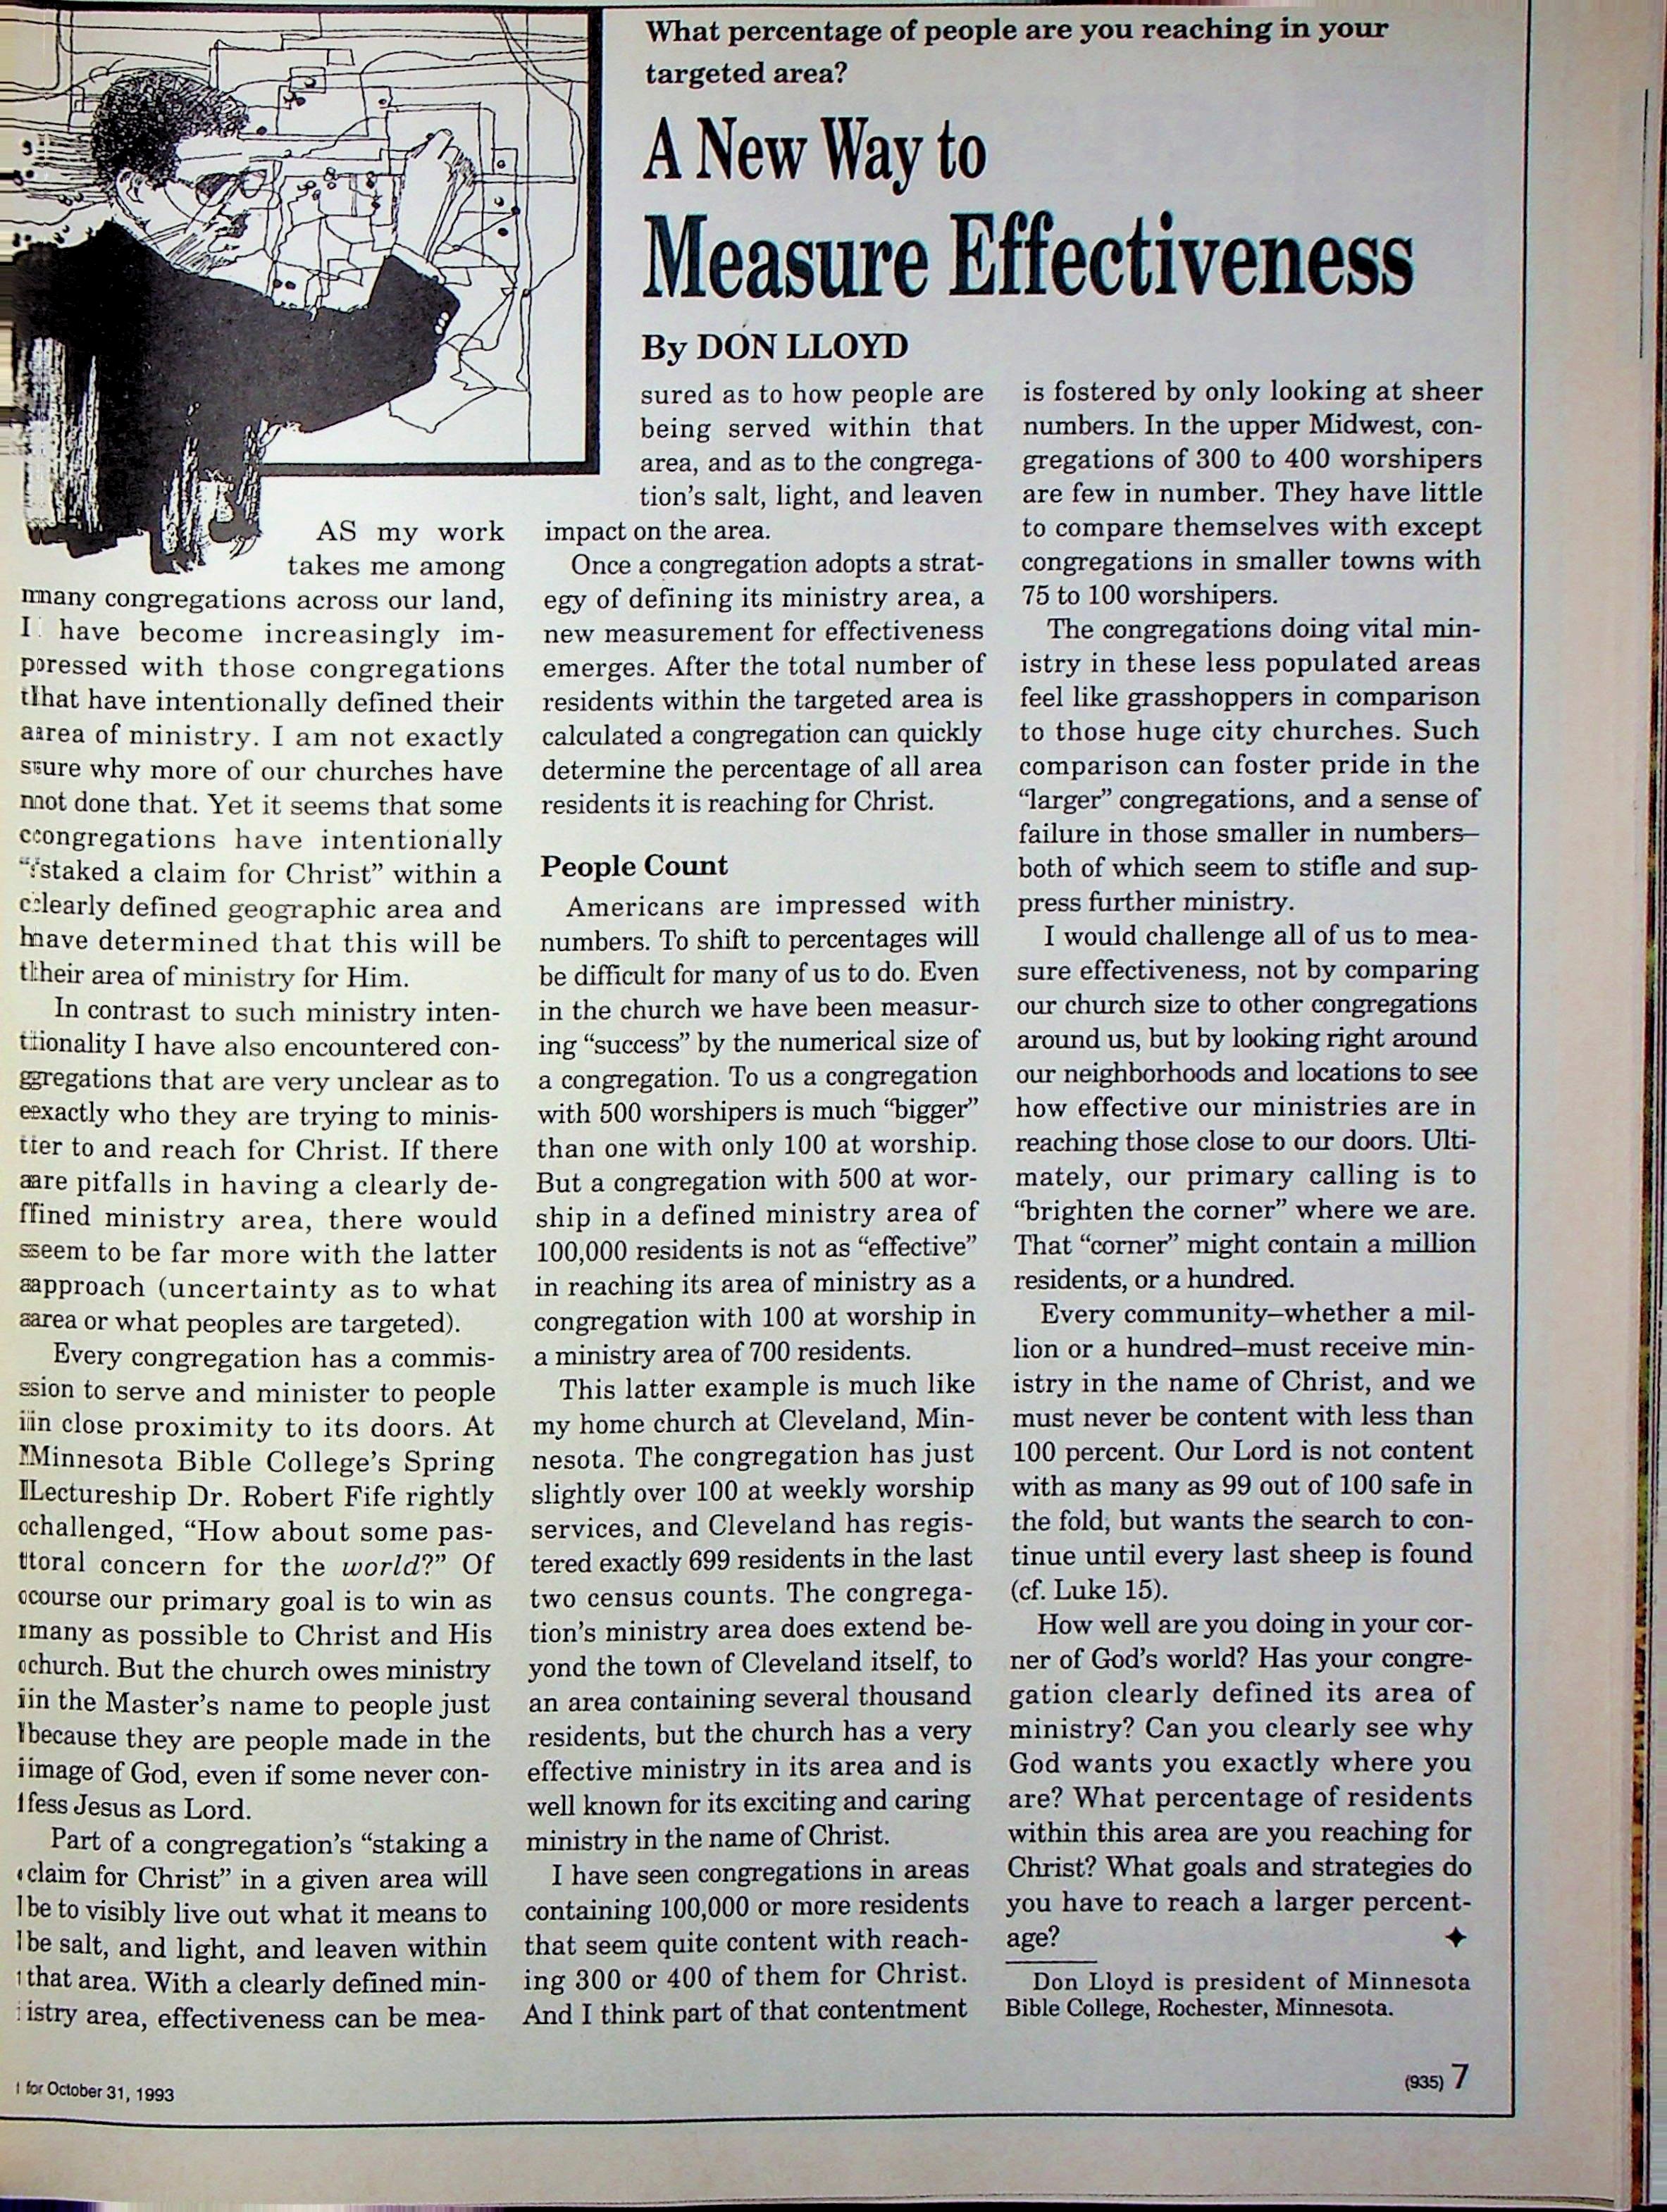 What percentage of people are you reaching in your
targeted area?
A New Way to
Measure Effectiveness
By DON LLOYD
AS my work
takes me among
many congregations across our land,
I have become increasingly im-
pressed with those congregations
that have intentionally defined their
area of ministry. I am not exactly
sure why more of our churches have
not done that. Yet it seems that some
congregations have intentionally
“staked a claim for Christ” within a
clearly defined geographic area and
have determined that this will be
their area of ministry for Him.
In contrast to such ministry inten-
tionality I have also encountered con-
gregations that are very unclear as to
exactly who they are trying to minis-
ter to and reach for Christ. If there
are pitfalls in having a clearly de-
fined ministry area, there would
seem to be far more with the latter
approach (uncertainty as to what
area or what peoples are targeted).
Every congregation has a commis-
sion to serve and minister to people
in close proximity to its doors. At
Minnesota Bible College’s Spring
Lectureship Dr. Robert Fife rightly
challenged, “How about some pas-
toral concern for the world?” Of
course our primary goal is to win as
many as possible to Christ and His
church. But the church owes ministry
in the Master’s name to people just
because they are people made in the
image of God, even if some never con-
fess Jesus as Lord.
Part of a congregation’s “staking a
claim for Christ” in a given area will
be to visibly live out what it means to
be salt, and light, and leaven within
that area. With a clearly defined min-
istry area, effectiveness can be mea-
sured as to how people are
being served within that
area, and as to the congrega-
tion’s salt, light, and leaven
impact on the area.
Once a congregation adopts a strat-
egy of defining its ministry area, a
new measurement for effectiveness
emerges. After the total number of
residents within the targeted area is
calculated a congregation can quickly
determine the percentage of all area
residents it is reaching for Christ.
People Count
Americans are impressed with
numbers. To shift to percentages will
be difficult for many of us to do. Even
in the church we have been measur-
ing “success” by the numerical size of
a congregation. To us a congregation
with 500 worshipers is much “bigger”
than one with only 100 at worship.
But a congregation with 500 at wor-
ship in a defined ministry area of
100,000 residents is not as “effective”
in reaching its area of ministry as a
congregation with 100 at worship in
a ministry area of 700 residents.
This latter example is much like
my home church at Cleveland, Min-
nesota. The congregation has just
slightly over 100 at weekly worship
services, and Cleveland has regis-
tered exactly 699 residents in the last
two census counts. The congrega-
tion’s ministry area does extend be-
yond the town of Cleveland itself, to
an area containing several thousand
residents, but the church has a very
effective ministry in its area and is
well known for its exciting and caring
ministry in the name of Christ.
I have seen congregations in areas
containing 100,000 or more residents
that seem quite content with reach-
ing 300 or 400 of them for Christ.
And I think part of that contentment
is fostered by only looking at sheer
numbers. In the upper Midwest, con-
gregations of 300 to 400 worshipers
are few in number. They have little
to compare themselves with except
congregations in smaller towns with
75 to 100 worshipers.
The congregations doing vital min-
istry in these less populated areas
feel like grasshoppers in comparison
to those huge city churches. Such
comparison can foster pride in the
“larger” congregations, and a sense of
failure in those smaller in numbers—
both of which seem to stifle and sup-
press further ministry.
I would challenge all of us to mea-
sure effectiveness, not by comparing
our church size to other congregations
around us, but by looking right around
our neighborhoods and locations to see
how effective our ministries are in
reaching those close to our doors. Ulti-
mately, our primary calling is to
“brighten the corner” where we are.
That “corner” might contain a million
residents, or a hundred.
Every community—whether a mil-
lion or a hundred—must receive min-
istry in the name of Christ, and we
must never be content with less than
100 percent. Our Lord is not content
with as many as 99 out of 100 safe in
the fold, but wants the search to con-
tinue until every last sheep is found
(cf. Luke 15).
How well are you doing in your cor-
ner of God’s world? Has your congre-
gation clearly defined its area of
ministry? Can you clearly see why
God wants you exactly where you
are? What percentage of residents
within this area are you reaching for
Christ? What goals and strategies do
you have to reach a larger percent-
age? ✦
Don Lloyd is president of Minnesota
Bible College, Rochester, Minnesota.
for October 31, 1993
(935) 7